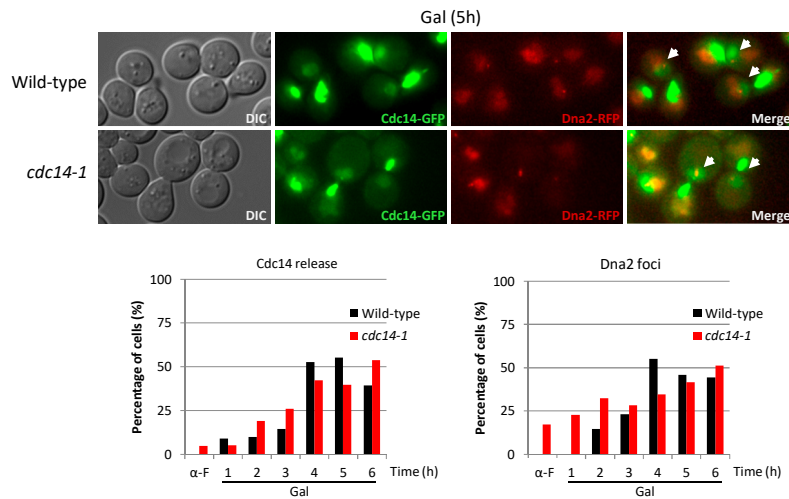 Gal (5h)
Wild-type
DIC
Cdc14-GFP
Dna2-RFP
Merge
cdc14-1
DIC
Cdc14-GFP
Dna2-RFP
Merge
Cdc14 release
Percentage of cells (%)
100
75
50
25
0
Wild-type
cdc14-1
α-F 1 2 3 4 5 6 Time (h)
Gal
Dna2 foci
Percentage of cells (%)
100
75
50
25
0
Wild-type
cdc14-1
α-F 1 2 3 4 5 6 Time (h)
Gal